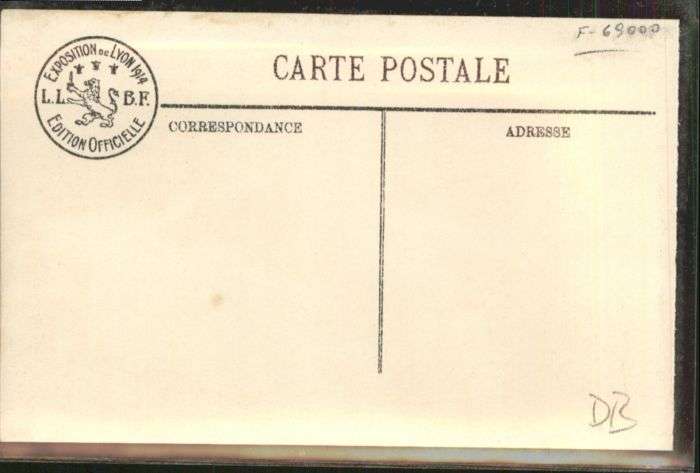 EXPOSITION DE LYON 1914
L.L. B.F.
EDITION OFFICIELLE
F-69000
CARTE POSTALE
CORRESPONDANCE
ADRESSE
DB